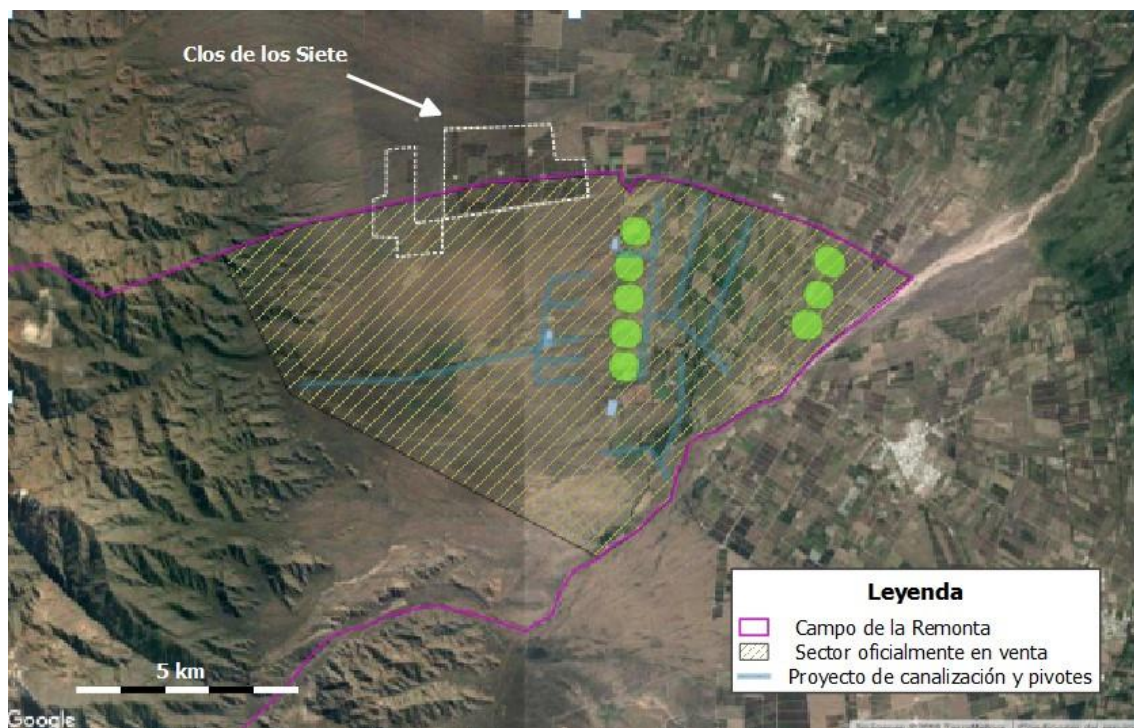 Clos de los Siete
Leyenda
Campo de la Remonta
Sector oficialmente en venta
Proyecto de canalización y pivotes
5 km
Google